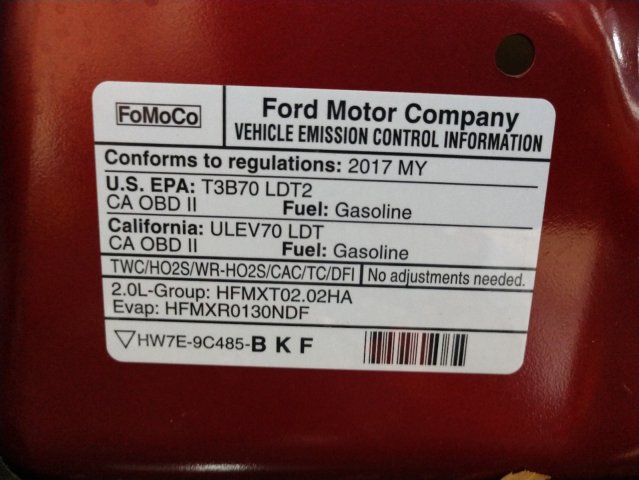 FoMoCo
Ford Motor Company
VEHICLE EMISSION CONTROL INFORMATION
Conforms to regulations: 2017 MY
U.S. EPA: T3B70 LDT2
CA OBD II Fuel: Gasoline
California: ULEV70 LDT
CA OBD II Fuel: Gasoline
TWC/HO2S/WR-HO2S/CAC/TC/DFI No adjustments needed.
2.0L-Group: HFMXT02.02HA
Evap: HFMXR0130NDF
HW7E-9C485-B K F